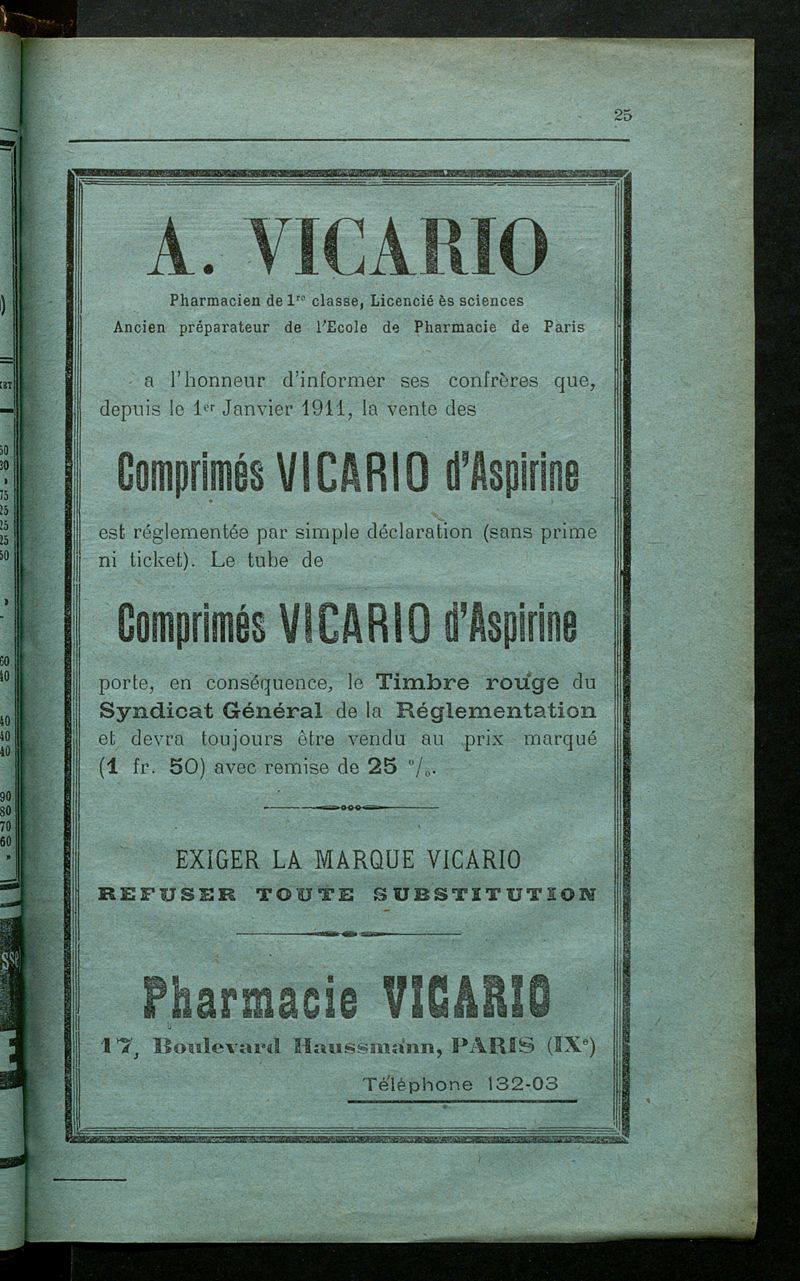 25
A. VICARIO
Pharmacien de 1re classe, Licencié ès sciences
Ancien préparateur de l'Ecole de Pharmacie de Paris
a l'honneur d'informer ses confrères que,
depuis le 1er Janvier 1911, la vente des
Comprimés VICARIO d'Aspirine
est réglementée par simple déclaration (sans prime
ni ticket). Le tube de
Comprimés VICARIO d'Aspirine
porte, en conséquence, le Timbre rouge du
Syndicat Général de la Réglementation
et devra toujours être vendu au prix marqué
(1 fr. 50) avec remise de 25 %.
EXIGER LA MARQUE VICARIO
REFUSER TOUTE SUBSTITUTION
Pharmacie VICARIO
17, Boulevard Haussmann, PARIS (IXe)
Téléphone 132-03